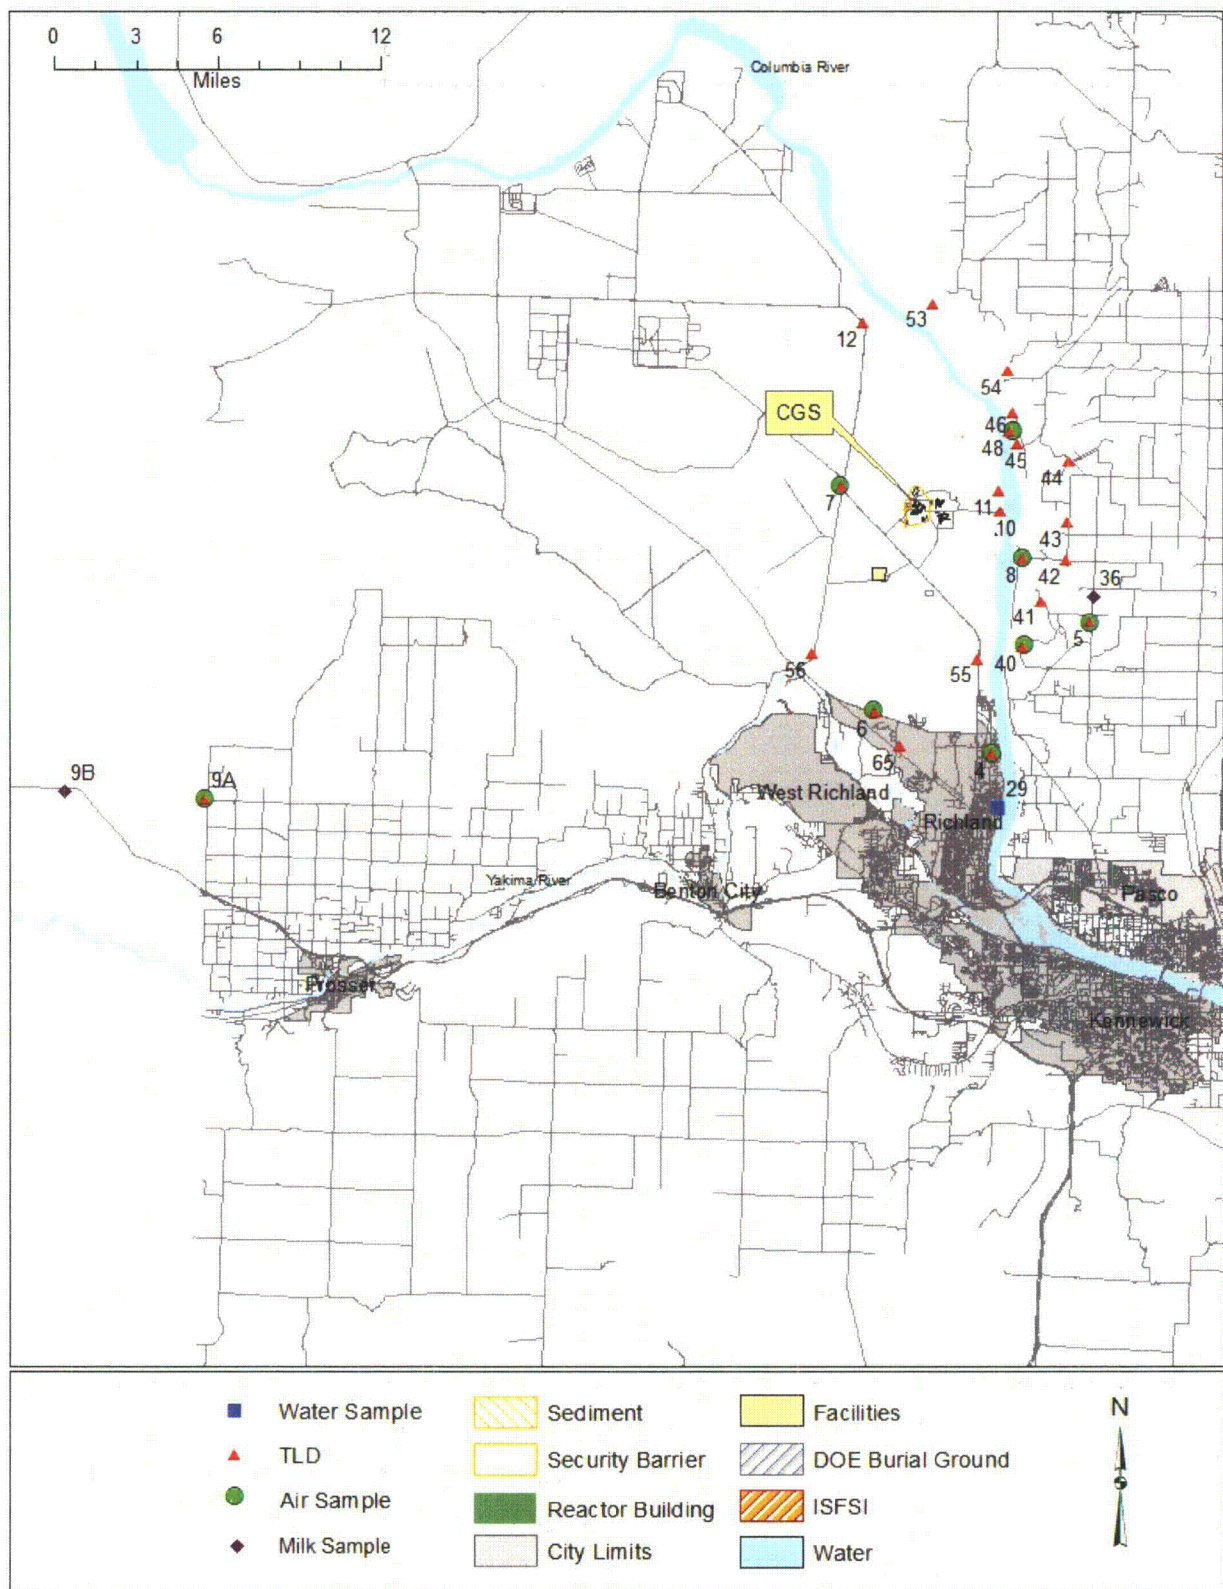 0 3 6 12
Miles
Columbia River
53
12
54
CGS
46
48
45
44
7
11
10
43
8
42
36
41
5
40
56
55
6
65
4
9B
9A
29
West Richland
Richland
Yakima River
Benton City
Pasco
Prosser
Kennewick
Water Sample
TLD
Air Sample
Milk Sample
Sediment
Security Barrier
Reactor Building
City Limits
Facilities
DOE Burial Ground
ISFSI
Water
N